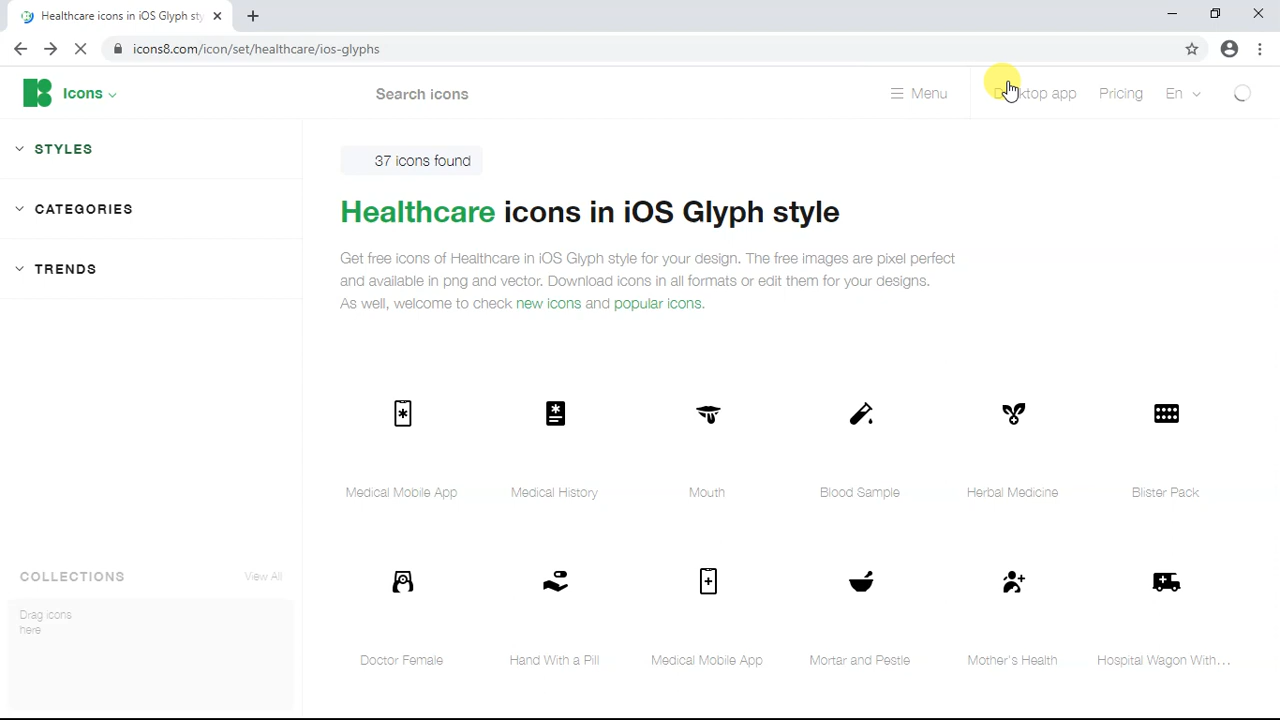 Healthcare icons in iOS Glyph sty
icons8.com/icon/set/healthcare/ios-glyphs
Icons
Search icons
Menu
Pricing
En
STYLES
CATEGORIES
TRENDS
37 icons found
Healthcare icons in iOS Glyph style
Get free icons of Healthcare in iOS Glyph style for your design. The free images are pixel perfect
and available in png and vector. Download icons in all formats or edit them for your designs.
As well, welcome to check new icons and popular icons.
Medical Mobile App
Medical History
Mouth
Blood Sample
Herbal Medicine
Blister Pack
Doctor Female
Hand With a Pill
Medical Mobile App
Mortar and Pestle
Mother's Health
Hospital Wagon With...
COLLECTIONS
View All
Drag icons
here